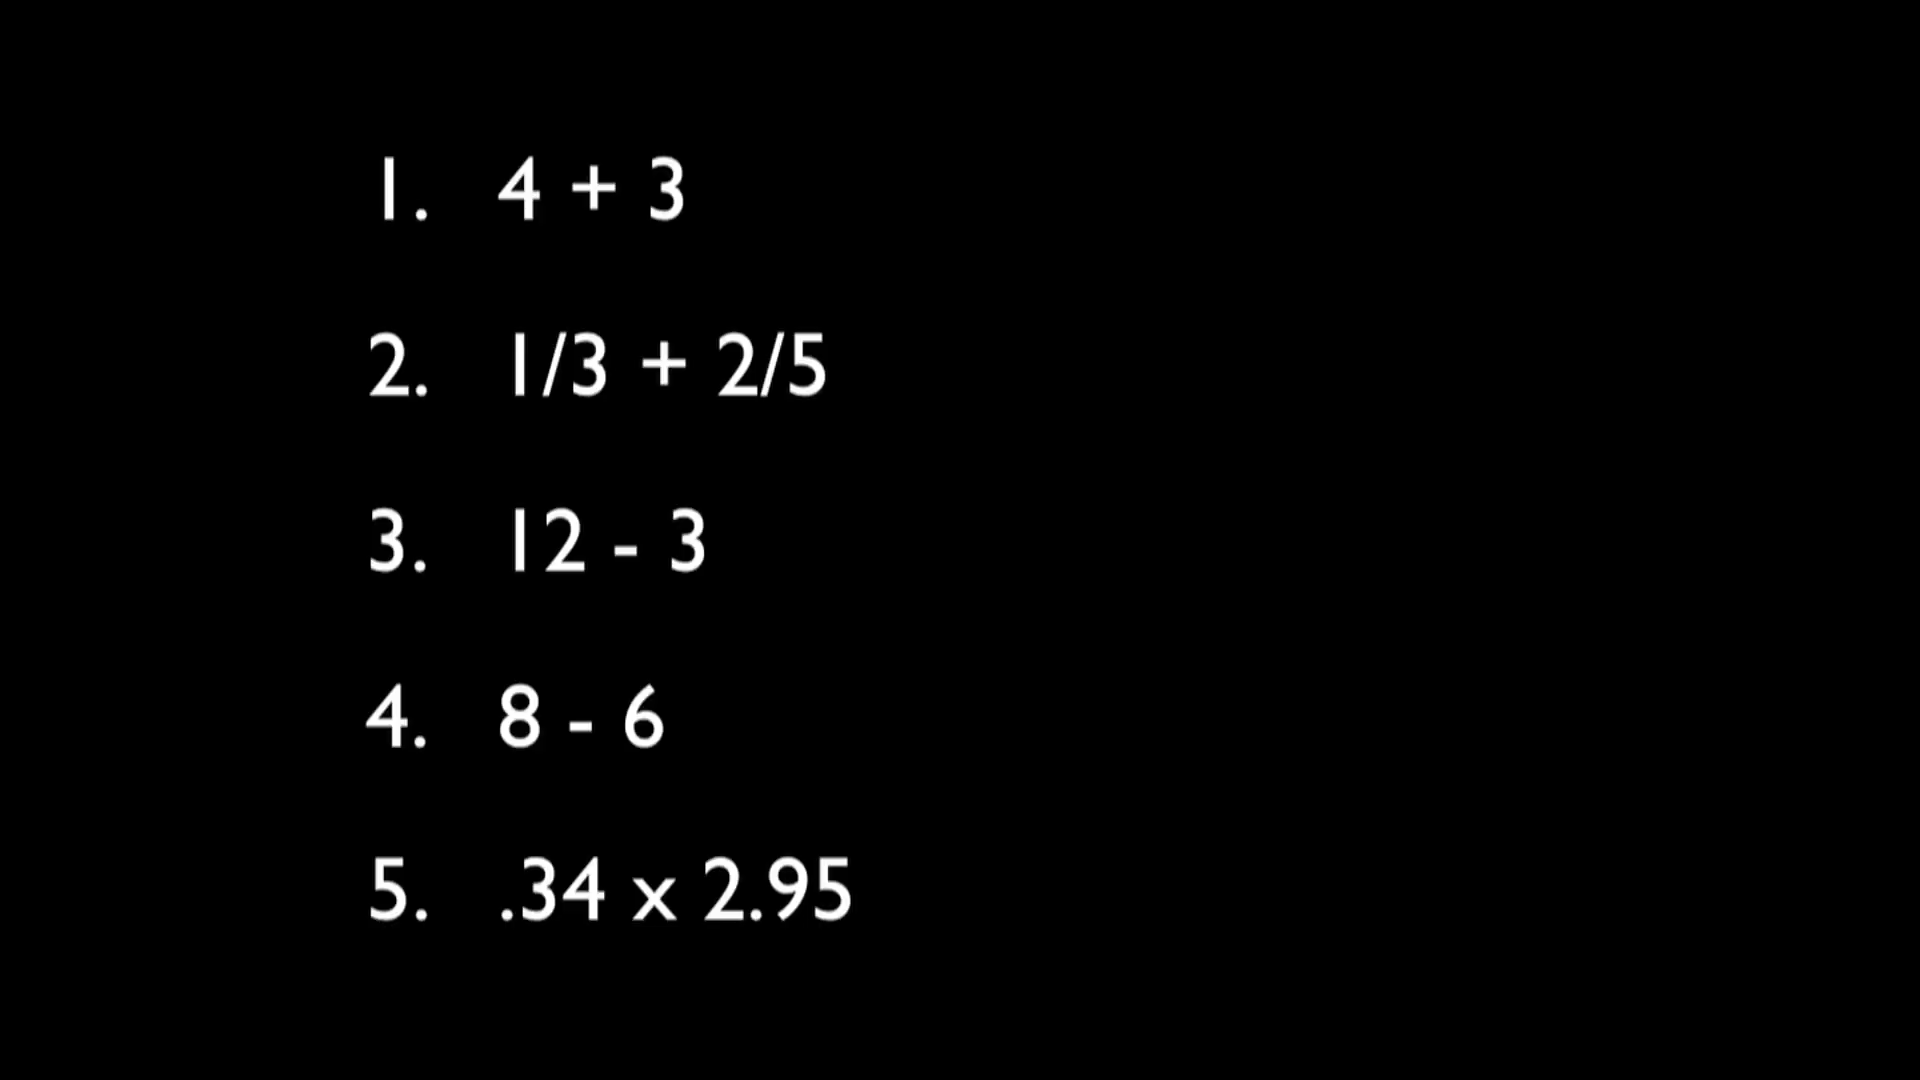 1. 4 + 3
2. 1/3 + 2/5
3. 12 - 3
4. 8 - 6
5. .34 x 2.95